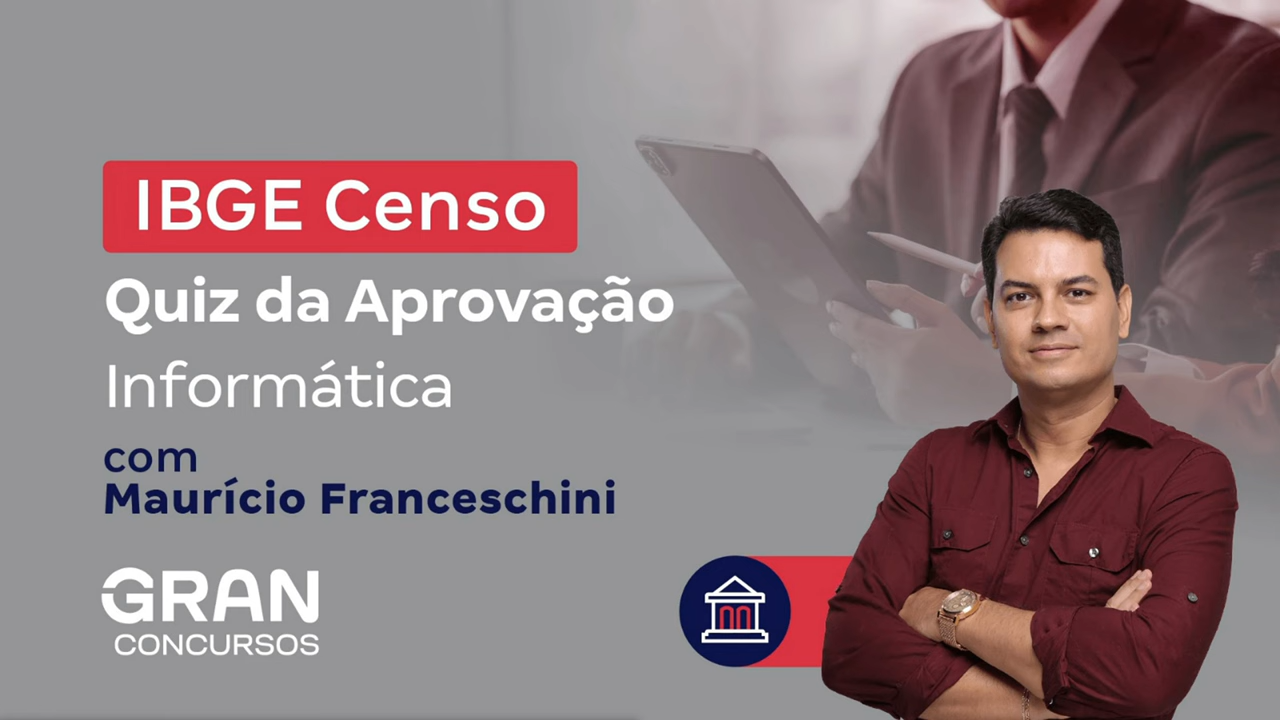 IBGE Censo
Quiz da Aprovação
Informática
com
Maurício Franceschini
GRAN
CONCURSOS